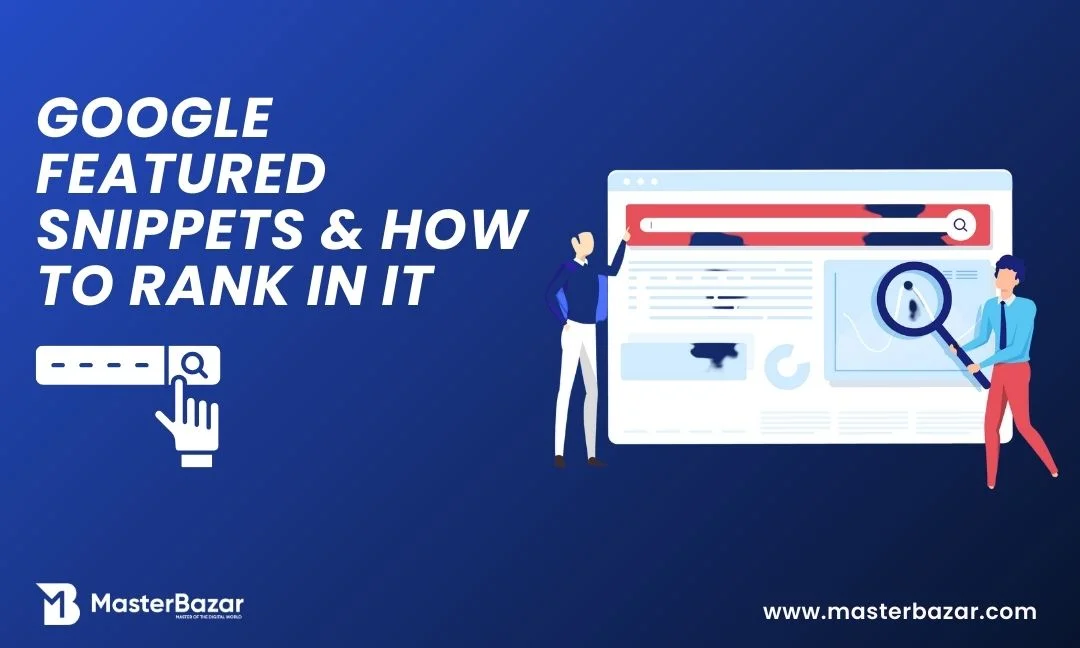 GOOGLE
FEATURED
SNIPPETS & HOW
TO RANK IN IT
MasterBazar
MASTER OF THE DIGITAL WORLD
www.masterbazar.com